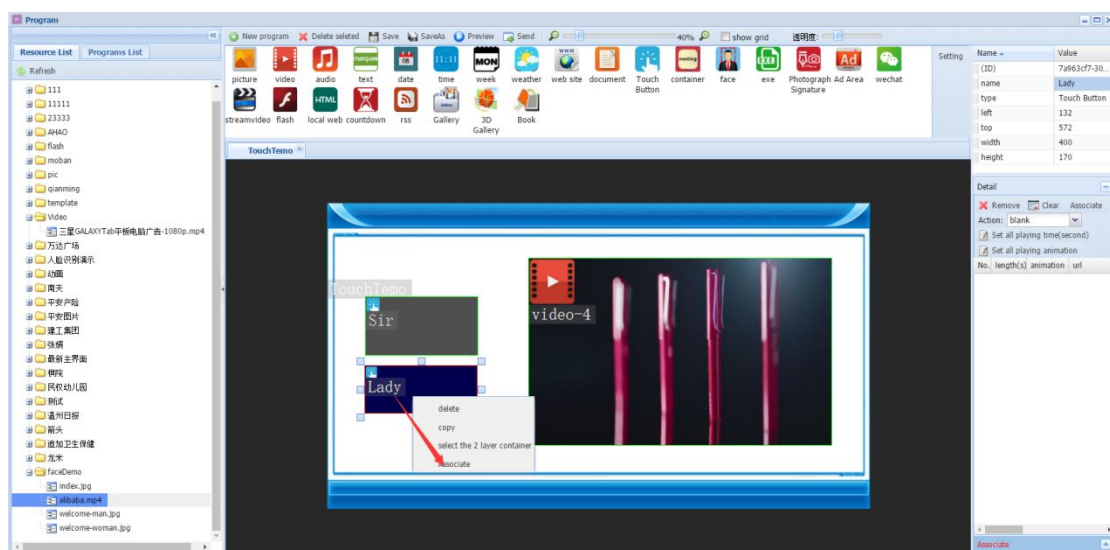 Program
New program Delete seleted Save SaveAs Preview Send 40% show grid 透明度:
Resource List Programs List
Refresh
111
11111
23333
AHAO
flash
moban
pic
qianming
template
Video
三星GALAXYTab平板电脑广告-1080p.mp4
万达广场
人脸识别演示
动画
南天
平安产险
平安图片
建工集团
张倩
最新主界面
棋院
民权幼儿园
测试
温州日报
箭头
追加卫生保健
龙米
faceDemo
index.jpg
alibaba.mp4
welcome-man.jpg
welcome-woman.jpg
picture video audio text date time week weather web site document Touch Button container face exe Photograph Signature Ad Area wechat
streamvideo flash local web countdown rss Gallery 3D Gallery Book
Setting
TouchTemo
TouchTemo
Sir
Lady
video-4
delete
copy
select the 2 layer container
Associate
Name Value
(ID) 7a963cf7-30...
name Lady
type Touch Button
left 132
top 572
width 400
height 170
Detail
Remove Clear Associate
Action: blank
Set all playing time(second)
Set all playing animation
No. length(s) animation url
Associate